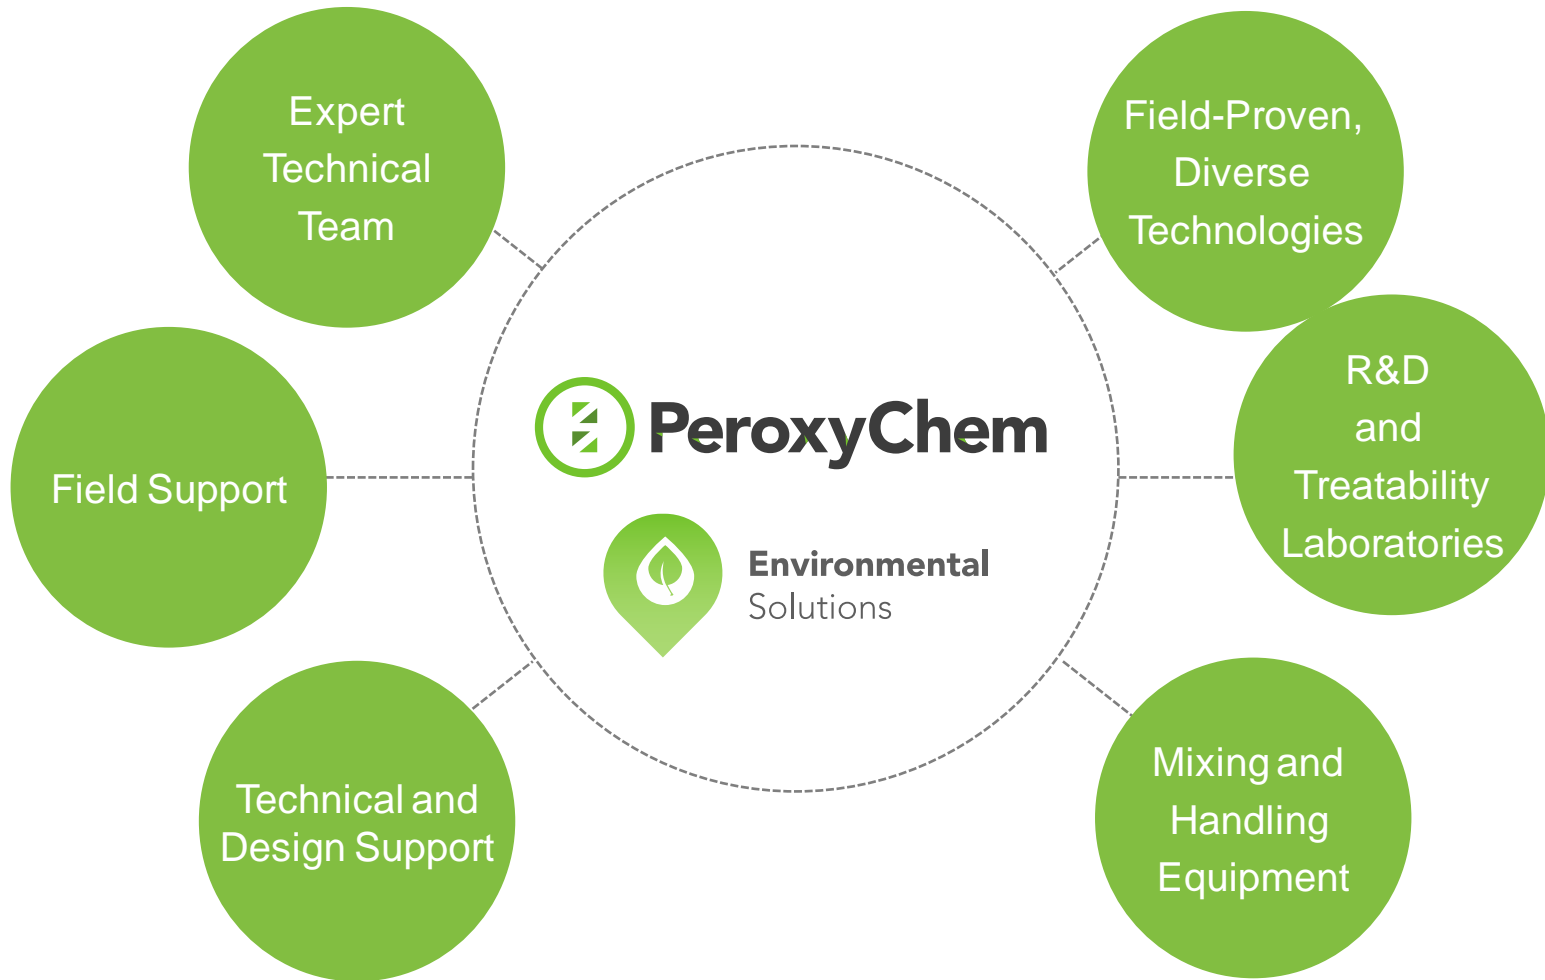 Expert
Technical
Team
Field-Proven,
Diverse
Technologies
R&D
and
Treatability
Laboratories
PeroxyChem
Field Support
Environmental
Solutions
Technical and
Design Support
Mixing and
Handling
Equipment